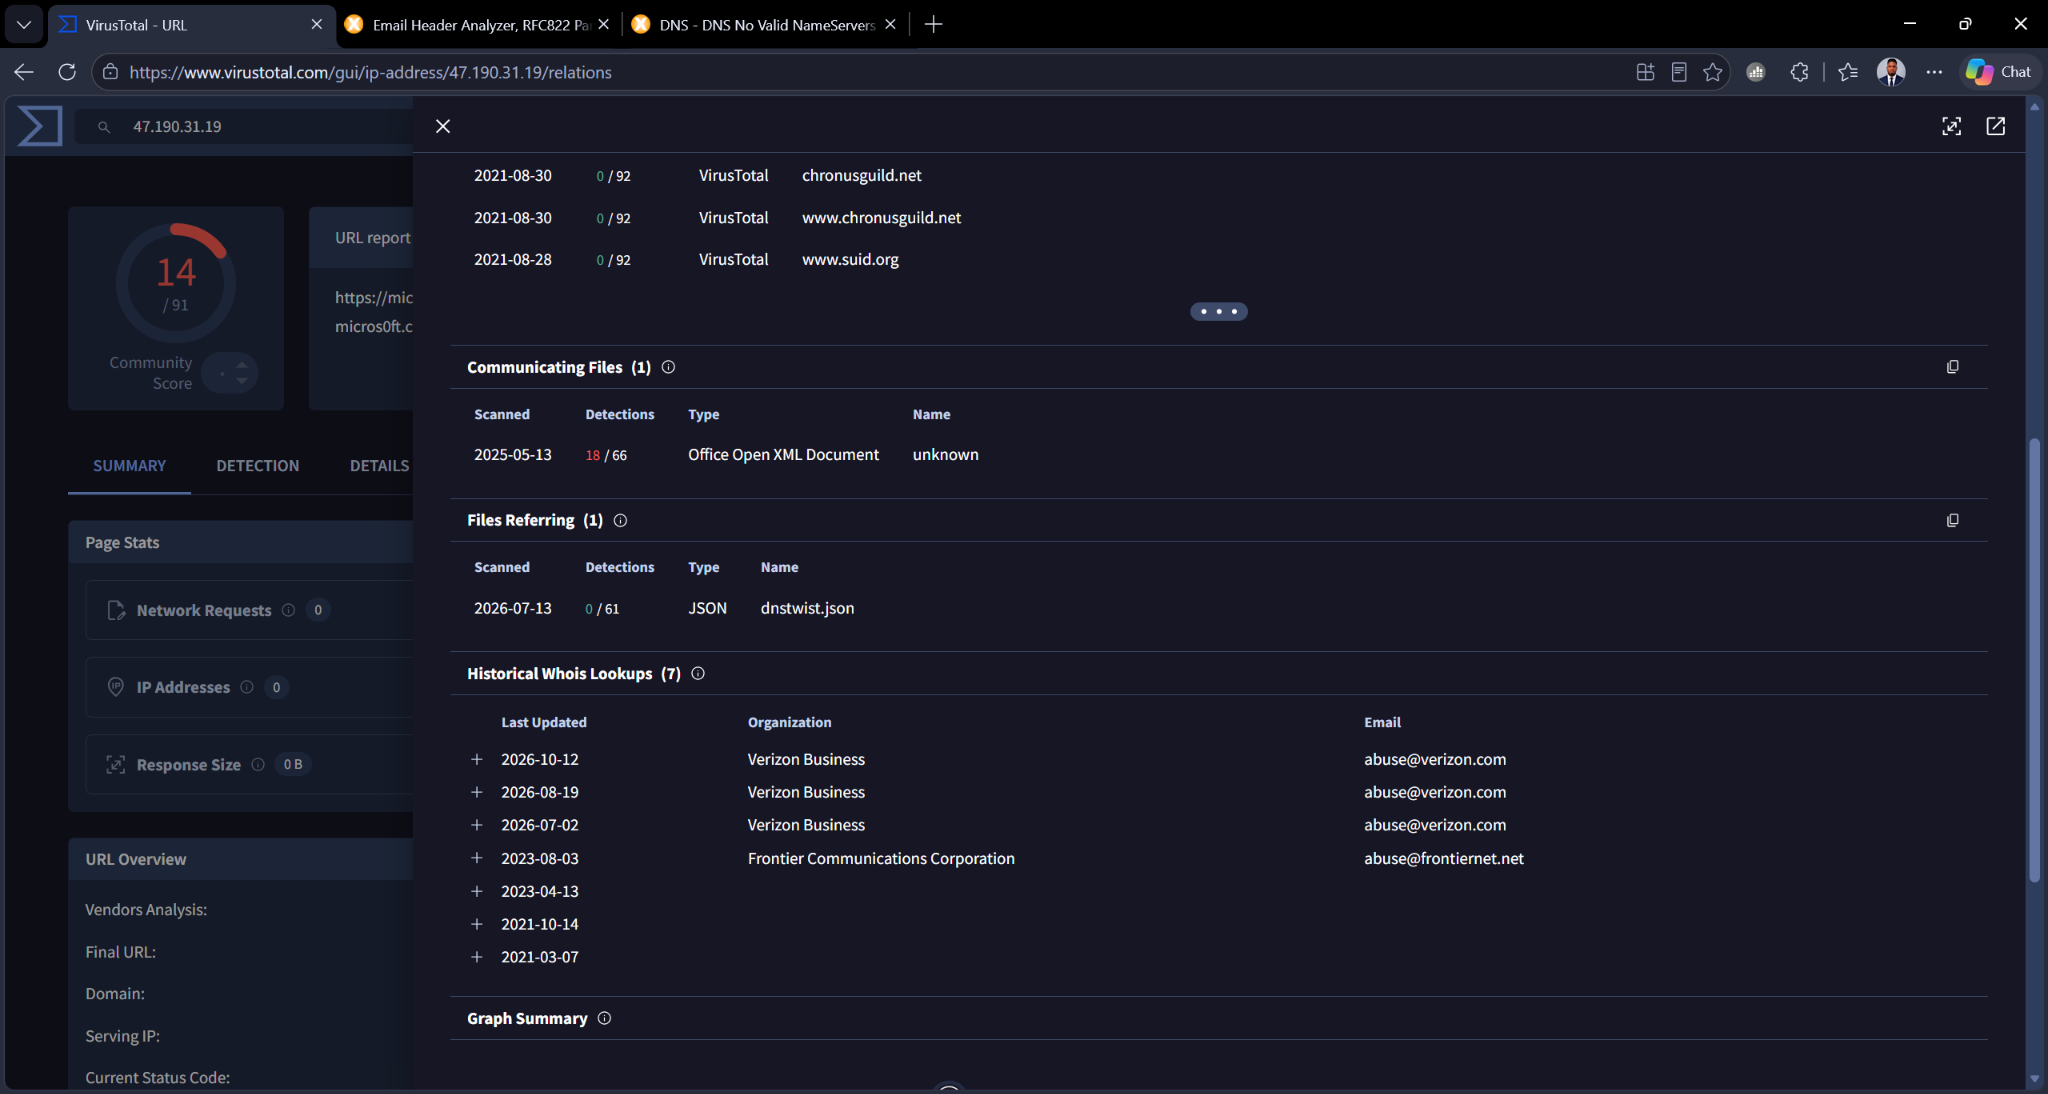 VirusTotal - URL
Email Header Analyzer, RFC822 Pa
DNS - DNS No Valid NameServers
https://www.virustotal.com/gui/ip-address/47.190.31.19/relations
Chat
47.190.31.19
14
/ 91
Community
Score
URL report
https://mic
micros0ft.c
SUMMARY
DETECTION
DETAILS
Page Stats
Network Requests 0
IP Addresses 0
Response Size 0 B
URL Overview
Vendors Analysis:
Final URL:
Domain:
Serving IP:
Current Status Code:
2021-08-30 0 / 92 VirusTotal chronusguild.net
2021-08-30 0 / 92 VirusTotal www.chronusguild.net
2021-08-28 0 / 92 VirusTotal www.suid.org
Communicating Files (1)
Scanned Detections Type Name
2025-05-13 18 / 66 Office Open XML Document unknown
Files Referring (1)
Scanned Detections Type Name
2026-07-13 0 / 61 JSON dnstwist.json
Historical Whois Lookups (7)
Last Updated Organization Email
2026-10-12 Verizon Business abuse@verizon.com
2026-08-19 Verizon Business abuse@verizon.com
2026-07-02 Verizon Business abuse@verizon.com
2023-08-03 Frontier Communications Corporation abuse@frontiernet.net
2023-04-13
2021-10-14
2021-03-07
Graph Summary